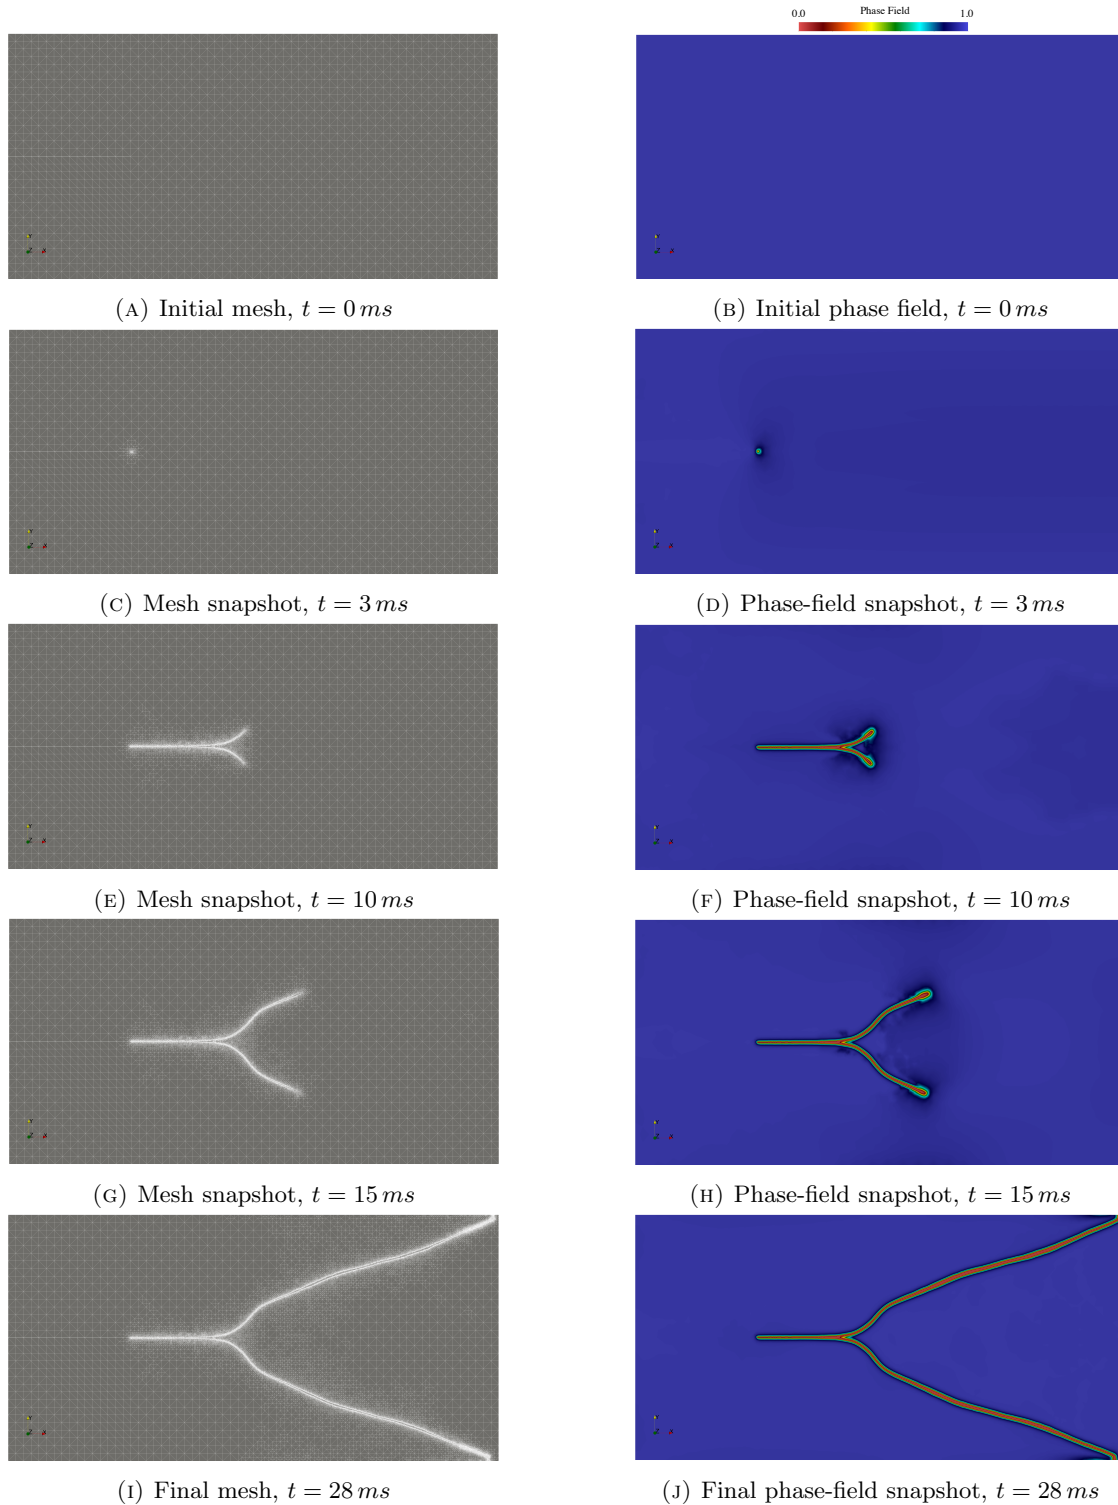 Phase Field
0.0 1.0
(A) Initial mesh, t = 0 ms
(B) Initial phase field, t = 0 ms
(C) Mesh snapshot, t = 3 ms
(D) Phase-field snapshot, t = 3 ms
(E) Mesh snapshot, t = 10 ms
(F) Phase-field snapshot, t = 10 ms
(G) Mesh snapshot, t = 15 ms
(H) Phase-field snapshot, t = 15 ms
(I) Final mesh, t = 28 ms
(J) Final phase-field snapshot, t = 28 ms